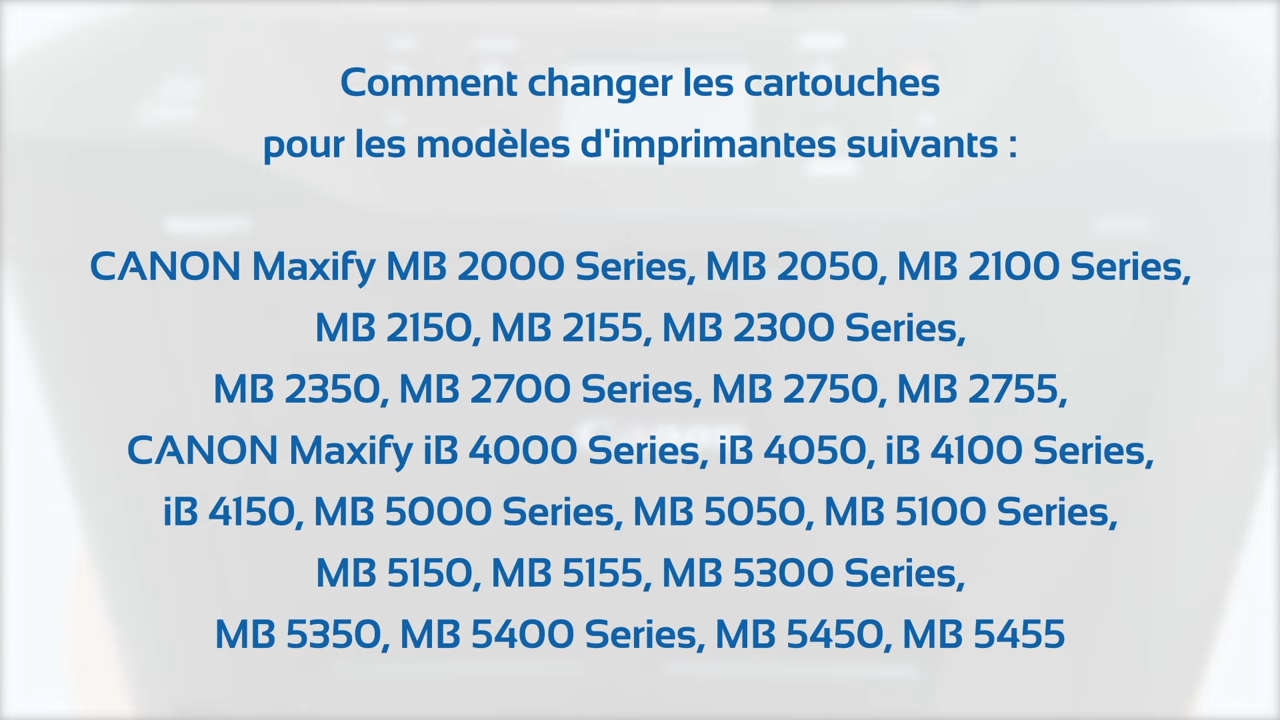 Comment changer les cartouches
pour les modèles d'imprimantes suivants :
CANON Maxify MB 2000 Series, MB 2050, MB 2100 Series,
MB 2150, MB 2155, MB 2300 Series,
MB 2350, MB 2700 Series, MB 2750, MB 2755,
CANON Maxify iB 4000 Series, iB 4050, iB 4100 Series,
iB 4150, MB 5000 Series, MB 5050, MB 5100 Series,
MB 5150, MB 5155, MB 5300 Series,
MB 5350, MB 5400 Series, MB 5450, MB 5455